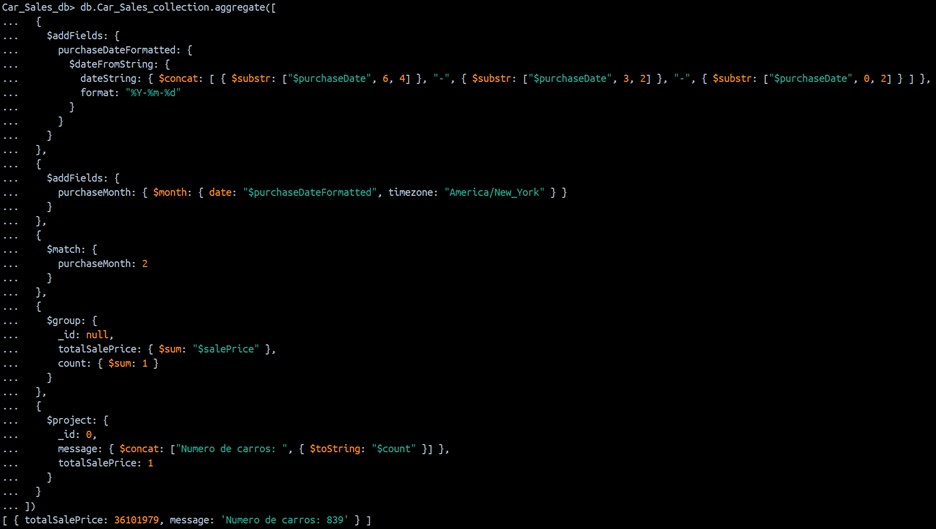 Car_Sales_db> db.Car_Sales_collection.aggregate([
...   {
...     $addFields: {
...       purchaseDateFormatted: {
...         $dateFromString: {
...           dateString: { $concat: [ { $substr: ["$purchaseDate", 6, 4] }, "-", { $substr: ["$purchaseDate", 3, 2] }, "-", { $substr: ["$purchaseDate", 0, 2] } ] },
...           format: "%Y-%m-%d"
...         }
...       }
...     }
...   },
...   {
...     $addFields: {
...       purchaseMonth: { $month: { date: "$purchaseDateFormatted", timezone: "America/New_York" } }
...     }
...   },
...   {
...     $match: {
...       purchaseMonth: 2
...     }
...   },
...   {
...     $group: {
...       _id: null,
...       totalSalePrice: { $sum: "$salePrice" },
...       count: { $sum: 1 }
...     }
...   },
...   {
...     $project: {
...       _id: 0,
...       message: { $concat: ["Numero de carros: ", { $toString: "$count" }] },
...       totalSalePrice: 1
...     }
...   }
... ])
[ { totalSalePrice: 36101979, message: 'Numero de carros: 839' } ]